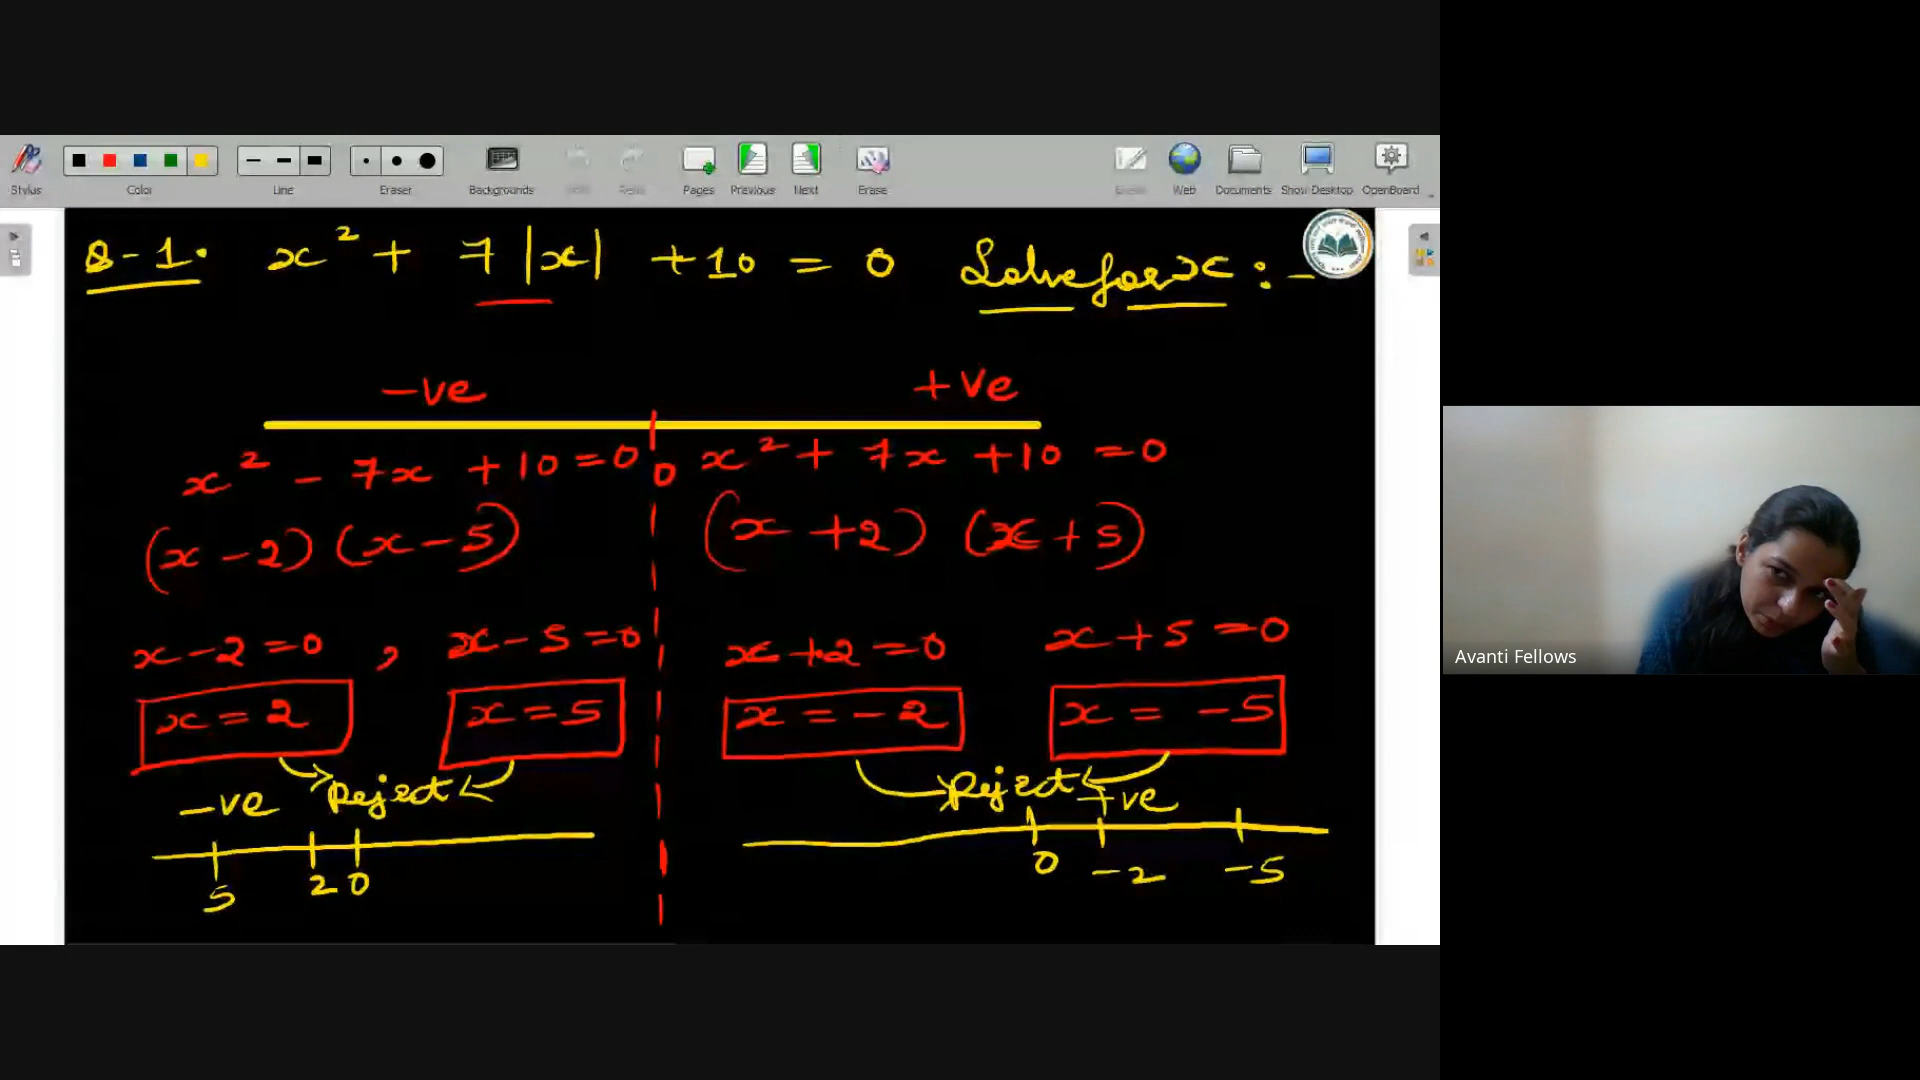 Stylus Color Line Eraser Backgrounds Pages Previous Next Erase Web Documents Show Desktop OpenBoard
Q-1. x² + 7|x| + 10 = 0 Solve for x : -
-ve +ve
0
x² - 7x + 10 = 0
(x - 2) (x - 5)
x - 2 = 0 , x - 5 = 0
x = 2 x = 5
Reject
-ve
5 2 0
x² + 7x + 10 = 0
(x + 2) (x + 5)
x + 2 = 0 x + 5 = 0
x = - 2 x = - 5
Reject
+ve
0 - 2 - 5
Avanti Fellows